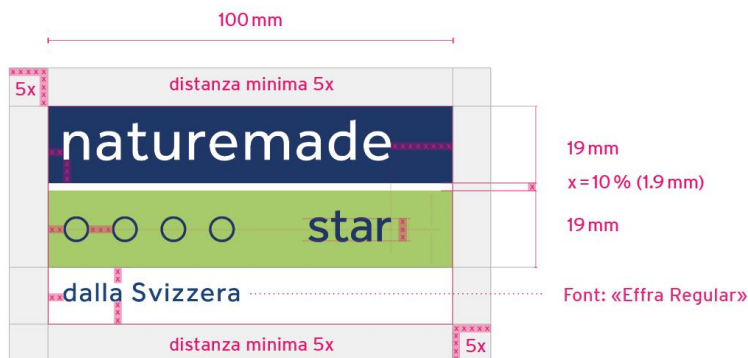 100 mm
x x x x x
5x
distanza minima 5x
naturemade
19 mm
x = 10 % (1.9 mm)
19 mm
star
dalla Svizzera
Font: «Effra Regular»
distanza minima 5x
x x x x x
5x